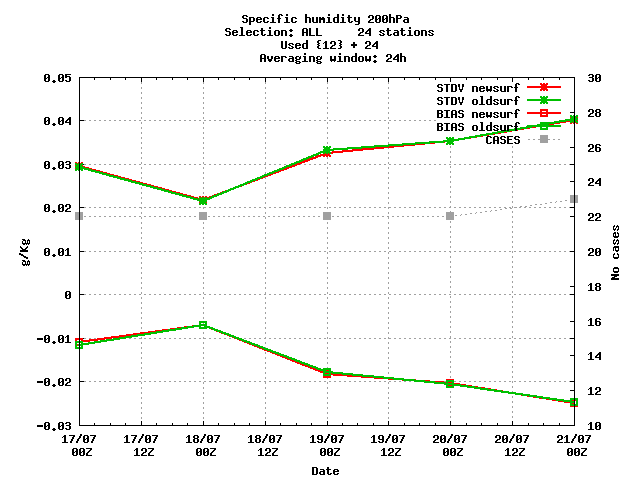 Specific humidity 200hPa
Selection: ALL     24 stations
Used {12} + 24
Averaging window: 24h
0.05 30
STDV newsurf
STDV oldsurf
BIAS newsurf
BIAS oldsurf
CASES
0.04 28
0.03 26
24
0.02 22
0.01 20
0 18
-0.01 16
14
-0.02 12
-0.03 10
g/Kg
No cases
17/07 17/07 18/07 18/07 19/07 19/07 20/07 20/07 21/07
00Z 12Z 00Z 12Z 00Z 12Z 00Z 12Z 00Z
Date